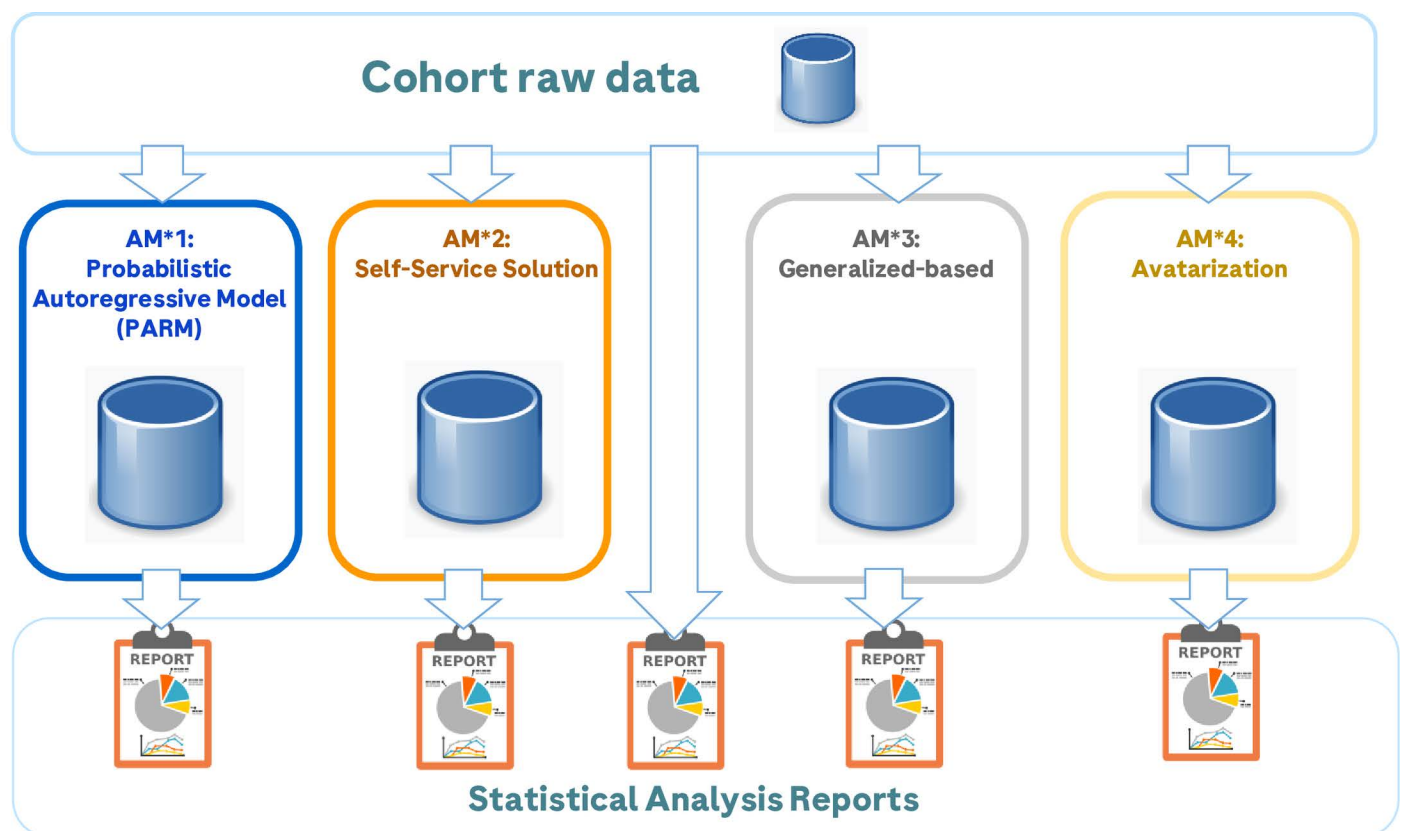 Cohort raw data
AM*1:
Probabilistic
Autoregressive Model
(PARM)
AM*2:
Self-Service Solution
AM*3:
Generalized-based
AM*4:
Avatarization
REPORT
REPORT
REPORT
REPORT
REPORT
Statistical Analysis Reports